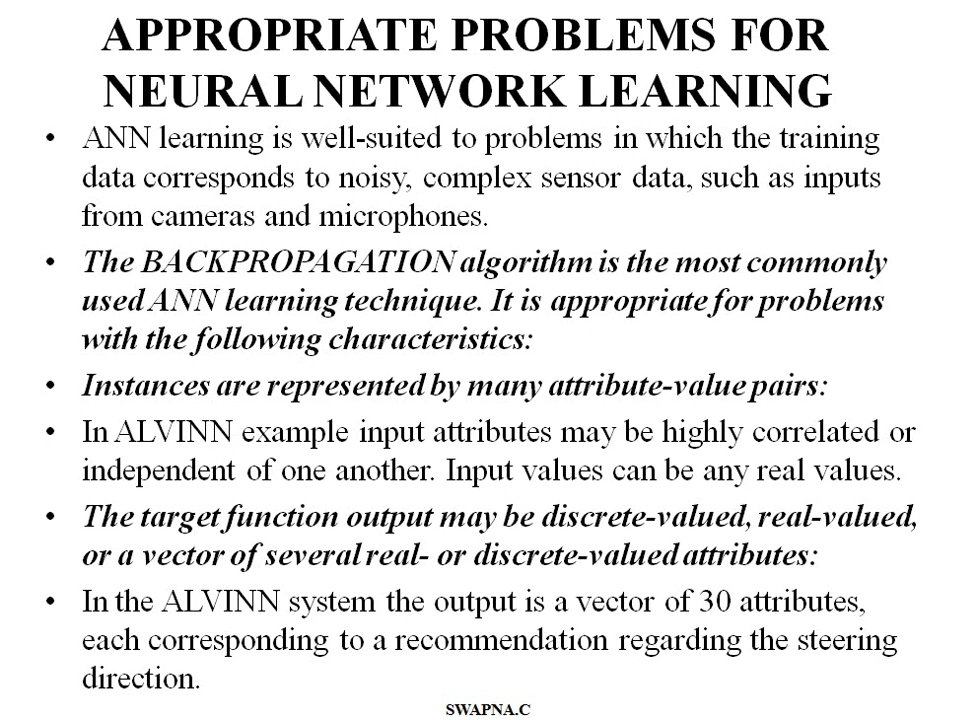 APPROPRIATE PROBLEMS FOR
NEURAL NETWORK LEARNING
• ANN learning is well-suited to problems in which the training
data corresponds to noisy, complex sensor data, such as inputs
from cameras and microphones.
• The BACKPROPAGATION algorithm is the most commonly
used ANN learning technique. It is appropriate for problems
with the following characteristics:
• Instances are represented by many attribute-value pairs:
• In ALVINN example input attributes may be highly correlated or
independent of one another. Input values can be any real values.
• The target function output may be discrete-valued, real-valued,
or a vector of several real- or discrete-valued attributes:
• In the ALVINN system the output is a vector of 30 attributes,
each corresponding to a recommendation regarding the steering
direction.
SWAPNA.C